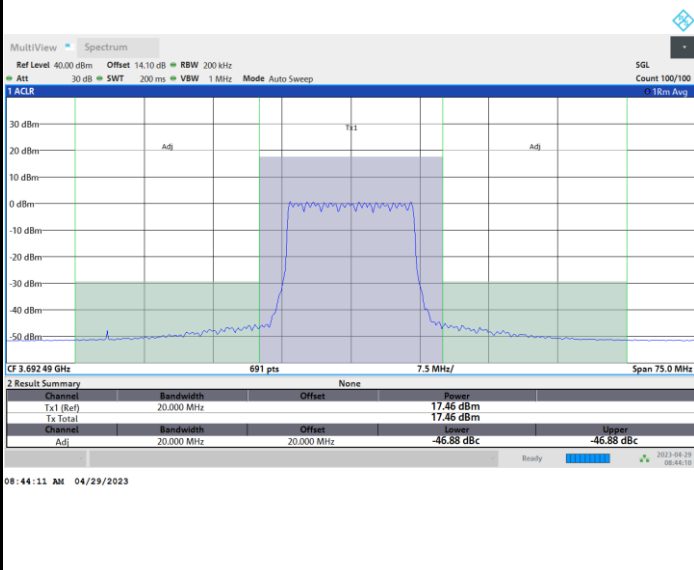 MultiView Spectrum
Ref Level 40.00 dBm Offset 14.10 dB RBW 200 kHz SGL
Att 30 dB SWT 200 ms VBW 1 MHz Mode Auto Sweep Count 100/100
1 ACLR 1Rm Avg
Tx1
30 dBm
Adj Adj
20 dBm
10 dBm
0 dBm
-10 dBm
-20 dBm
-30 dBm
-40 dBm
-50 dBm
CF 3.692 49 GHz 691 pts 7.5 MHz/ Span 75.0 MHz
2 Result Summary None
Channel Bandwidth Offset Power
Tx1 (Ref) 20.000 MHz 17.46 dBm
Tx Total 17.46 dBm
Channel Bandwidth Offset Lower Upper
Adj 20.000 MHz 20.000 MHz -46.88 dBc -46.88 dBc
Ready 2023-04-29
08:44:10
08:44:11 AM 04/29/2023